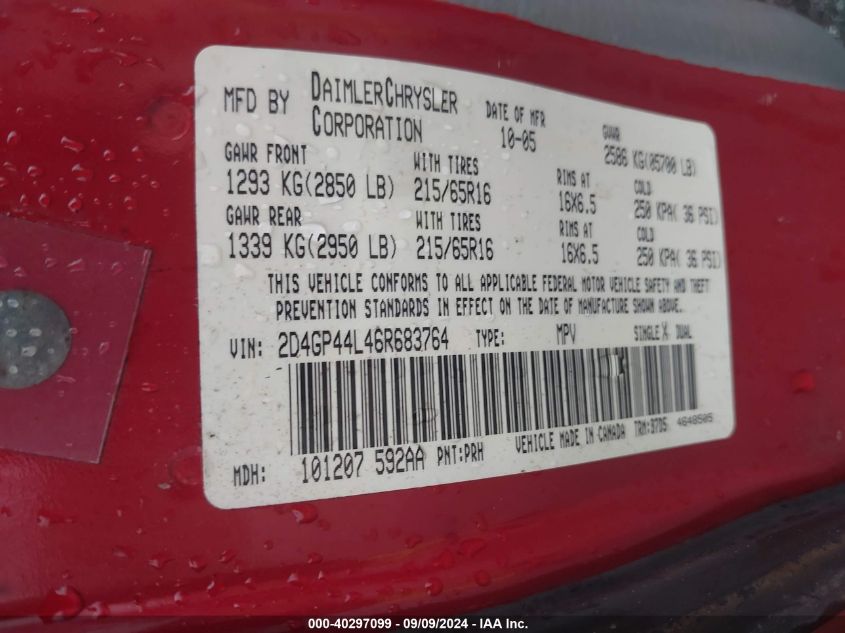 MFD BY DAIMLERCHRYSLER CORPORATION DATE OF MFR 10-05 GVWR 2586 KG(05700 LB)
GAWR FRONT WITH TIRES RIMS AT COLD
1293 KG(2850 LB) 215/65R16 16X6.5 250 KPA( 36 PSI)
GAWR REAR WITH TIRES RIMS AT COLD
1339 KG(2950 LB) 215/65R16 16X6.5 250 KPA( 36 PSI)
THIS VEHICLE CONFORMS TO ALL APPLICABLE FEDERAL MOTOR VEHICLE SAFETY AND THEFT
PREVENTION STANDARDS IN EFFECT ON THE DATE OF MANUFACTURE SHOWN ABOVE.
VIN: 2D4GP44L46R683764 TYPE: MPV SINGLE X DUAL
MDH: 101207 592AA PNT:PRH VEHICLE MADE IN CANADA TRM:97D5 4648505
000-40297099 - 09/09/2024 - IAAI Inc.